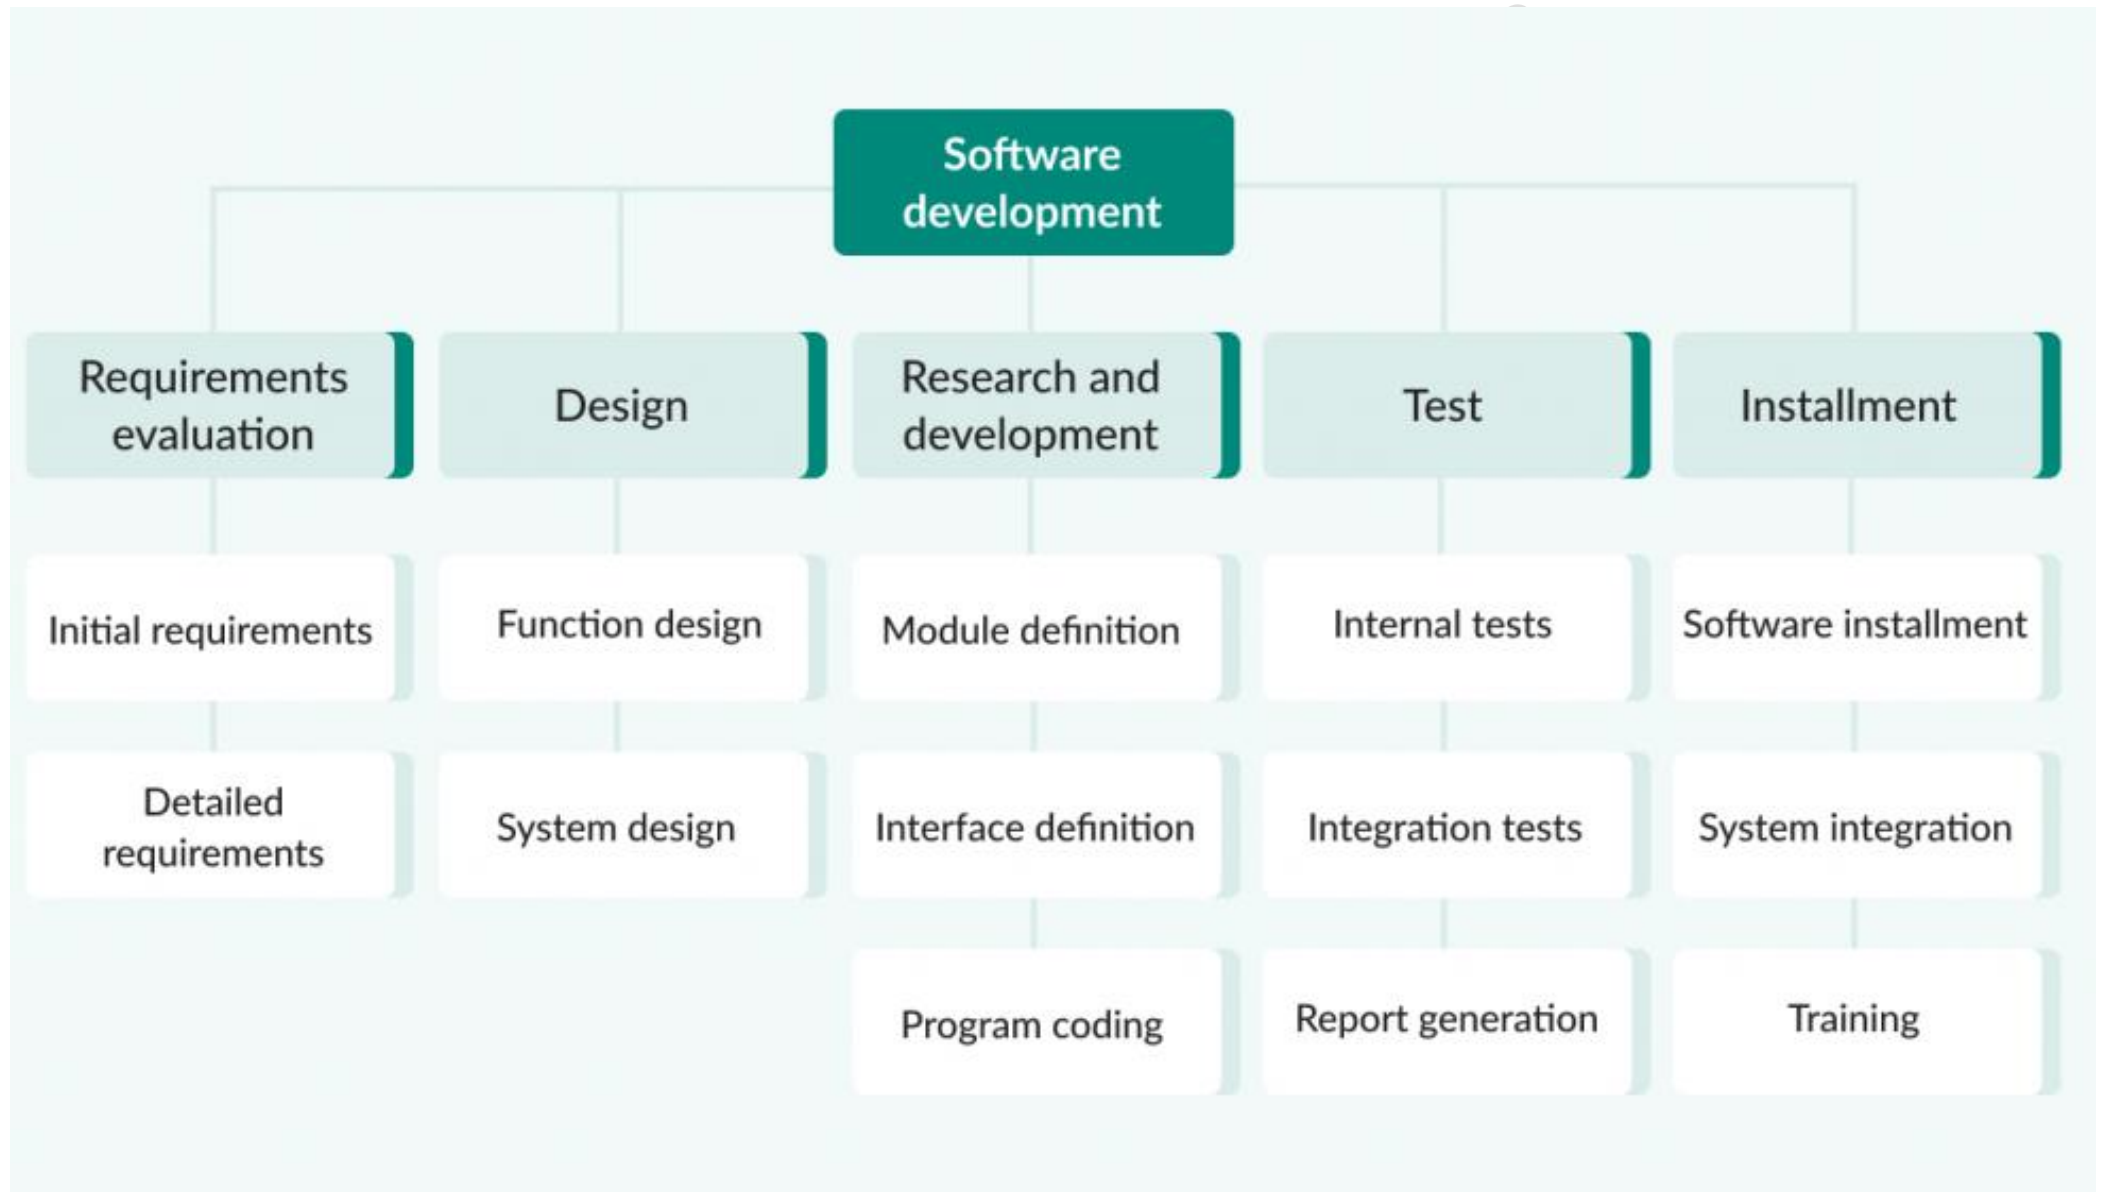 Software
development
Requirements
evaluation
Design
Research and
development
Test
Installment
Initial requirements
Function design
Module definition
Internal tests
Software installment
Detailed
requirements
System design
Interface definition
Integration tests
System integration
Program coding
Report generation
Training